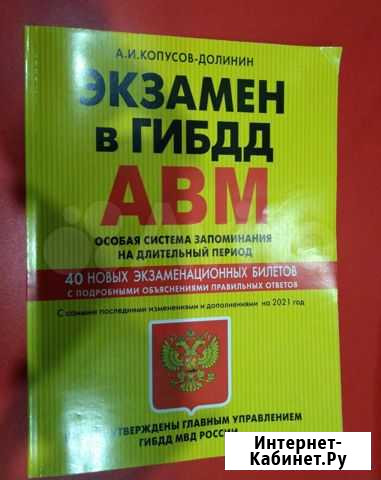 А.И.КОПУСОВ-ДОЛИНИН
ЭКЗАМЕН
в ГИБДД
АВМ
ОСОБАЯ СИСТЕМА ЗАПОМИНАНИЯ
НА ДЛИТЕЛЬНЫЙ ПЕРИОД
40 НОВЫХ ЭКЗАМЕНАЦИОННЫХ БИЛЕТОВ
С ПОДРОБНЫМИ ОБЪЯСНЕНИЯМИ ПРАВИЛЬНЫХ ОТВЕТОВ
С самыми последними изменениями и дополнениями на 2021 год
УТВЕРЖДЕНЫ ГЛАВНЫМ УПРАВЛЕНИЕМ
ГИБДД МВД РОССИИ
Интернет-
Кабинет.Ру